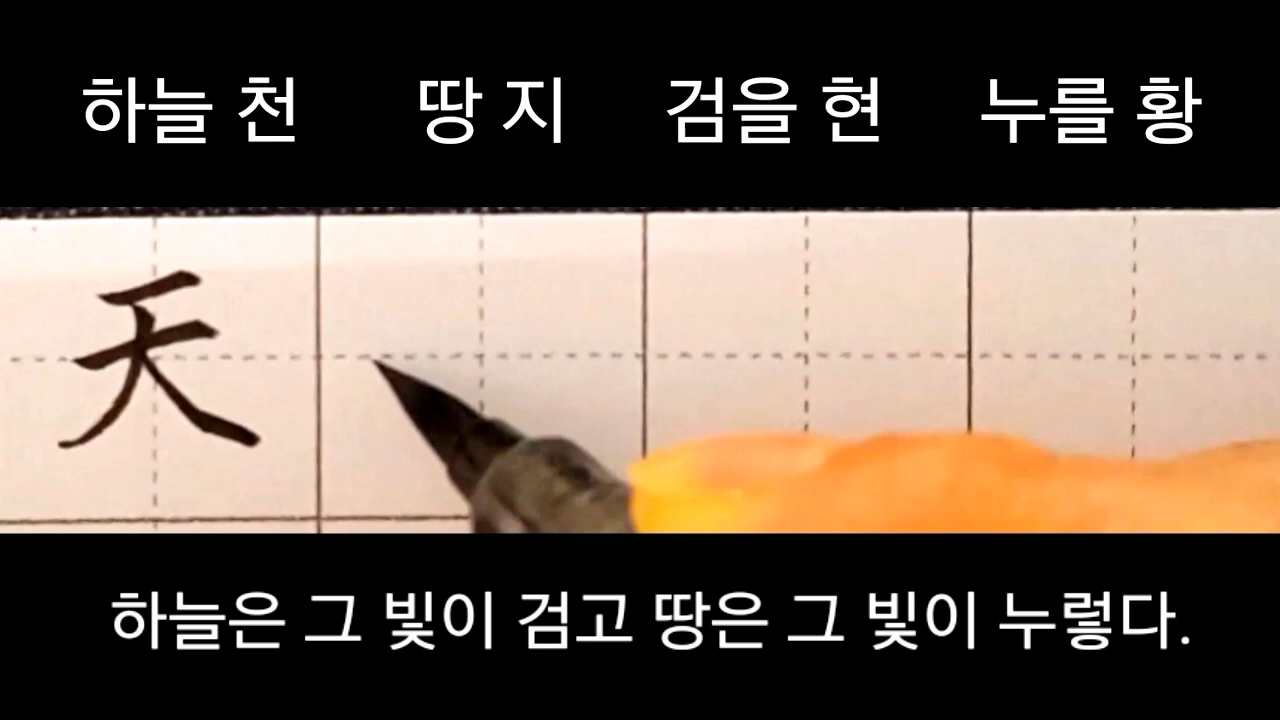 하늘 천 땅 지 검을 현 누를 황
天
하늘은 그 빛이 검고 땅은 그 빛이 누렇다.